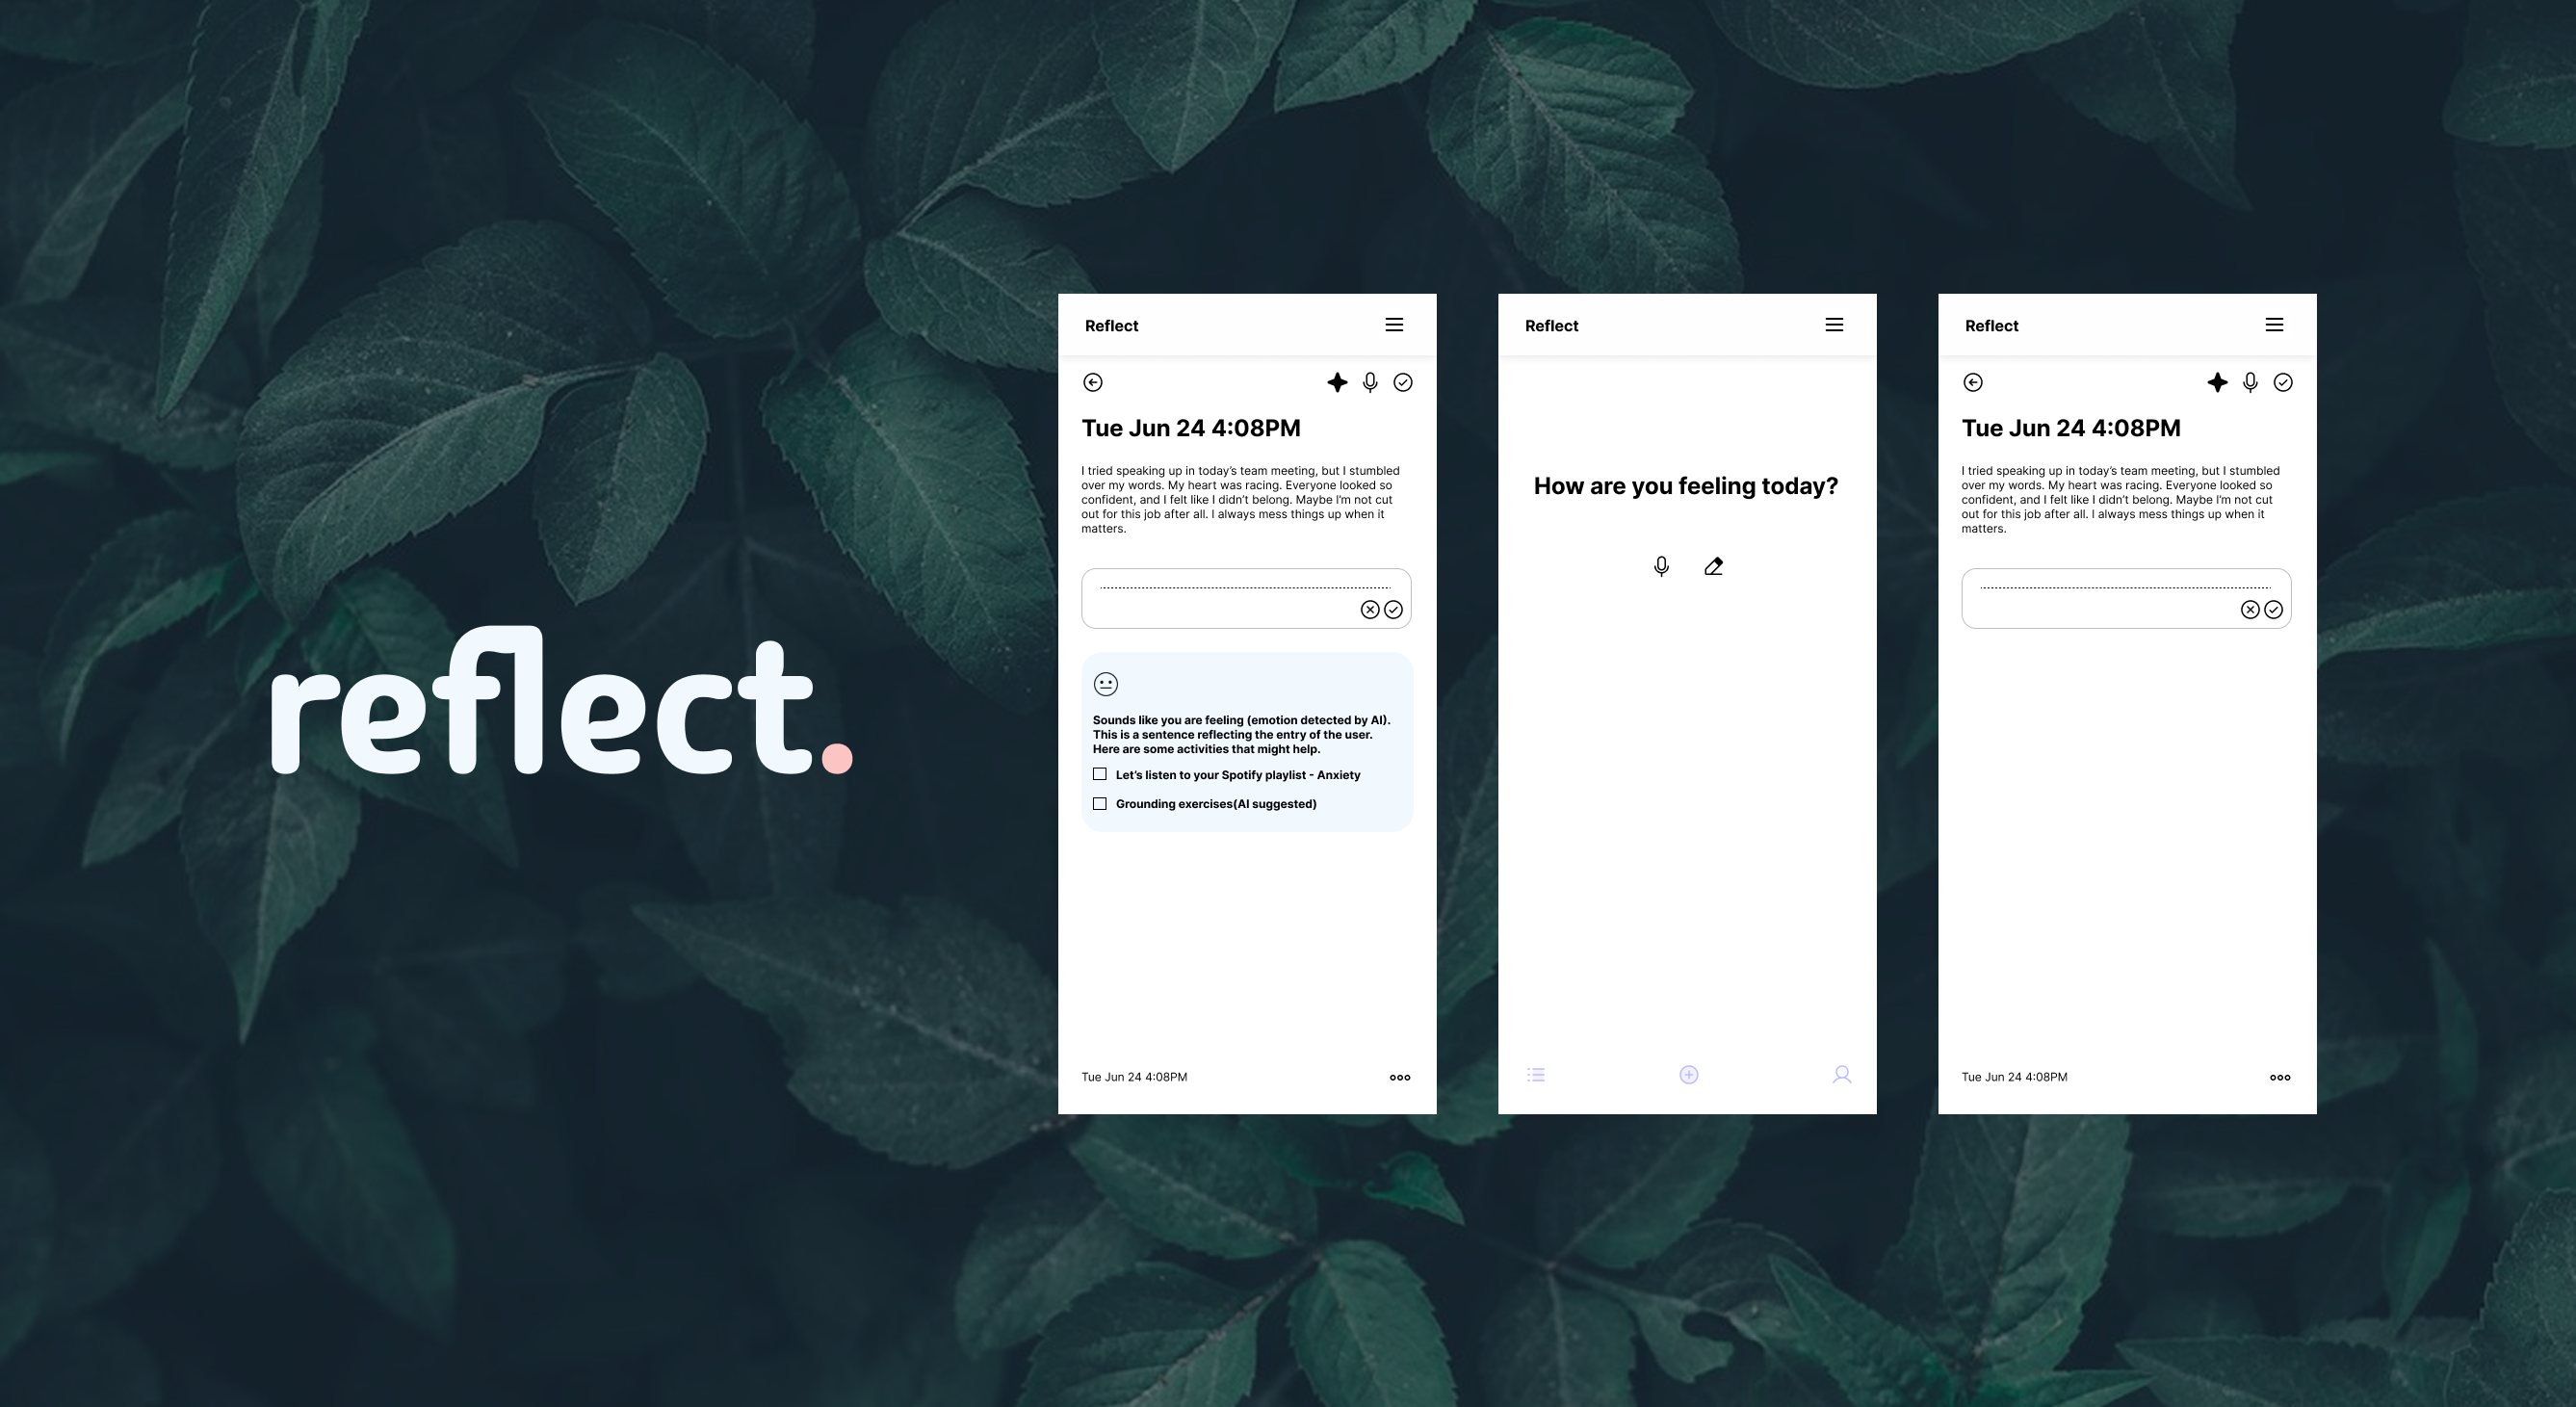 reflect.
Reflect
Tue Jun 24 4:08PM
I tried speaking up in today's team meeting, but I stumbled
over my words. My heart was racing. Everyone looked so
confident, and I felt like I didn't belong. Maybe I'm not cut
out for this job after all. I always mess things up when it
matters.
Sounds like you are feeling (emotion detected by AI).
This is a sentence reflecting the entry of the user.
Here are some activities that might help.
Let's listen to your Spotify playlist - Anxiety
Grounding exercises(AI suggested)
Tue Jun 24 4:08PM
Reflect
How are you feeling today?
Reflect
Tue Jun 24 4:08PM
I tried speaking up in today's team meeting, but I stumbled
over my words. My heart was racing. Everyone looked so
confident, and I felt like I didn't belong. Maybe I'm not cut
out for this job after all. I always mess things up when it
matters.
Tue Jun 24 4:08PM